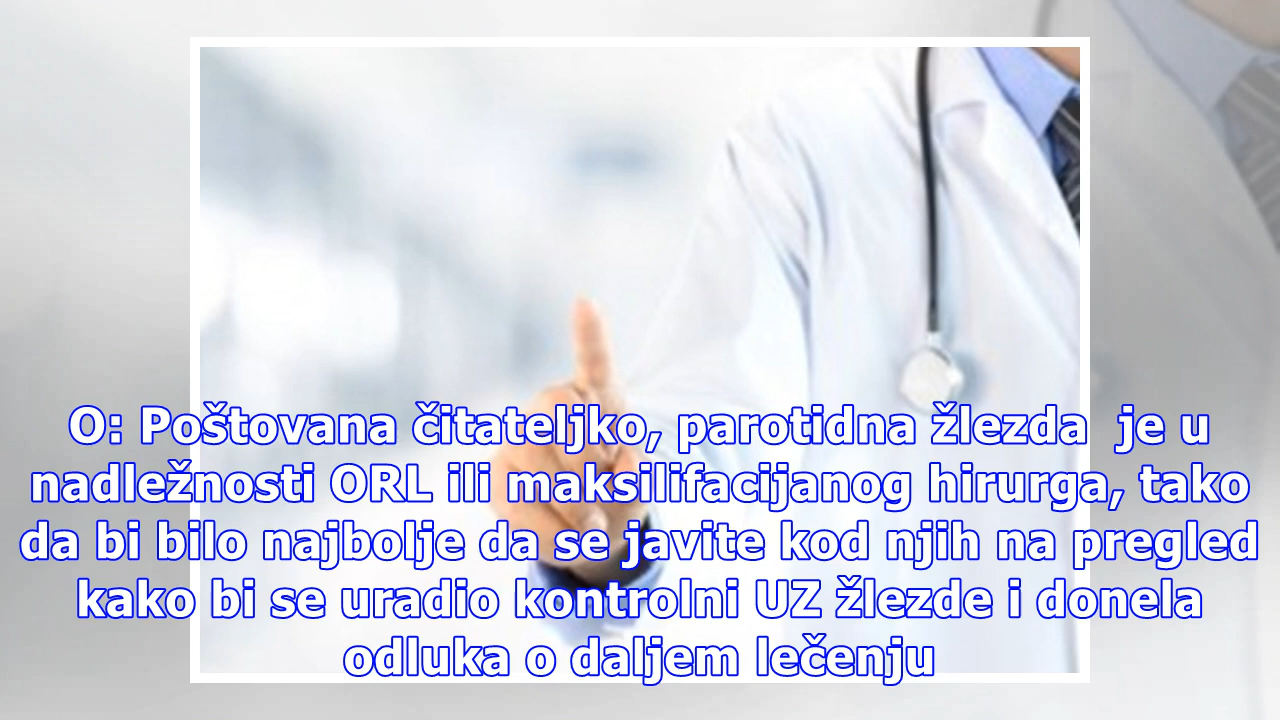 O: Poštovana čitateljko, parotidna žlezda  je u
nadležnosti ORL ili maksilifacijanog hirurga, tako
da bi bilo najbolje da se javite kod njih na pregled
kako bi se uradio kontrolni UZ žlezde i donela
odluka o daljem lečenju